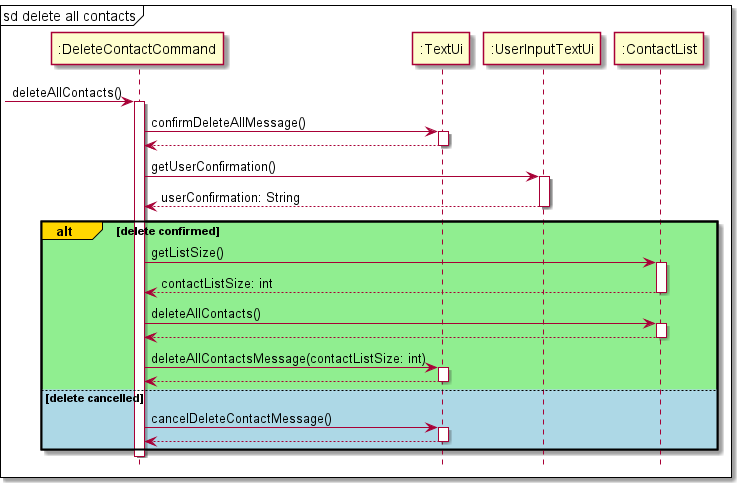 sd delete all contacts
:DeleteContactCommand
:TextUi
:UserInputTextUi
:ContactList
deleteAllContacts()
confirmDeleteAllMessage()
getUserConfirmation()
userConfirmation: String
alt
[delete confirmed]
getListSize()
contactListSize: int
deleteAllContacts()
deleteAllContactsMessage(contactListSize: int)
[delete cancelled]
cancelDeleteContactMessage()